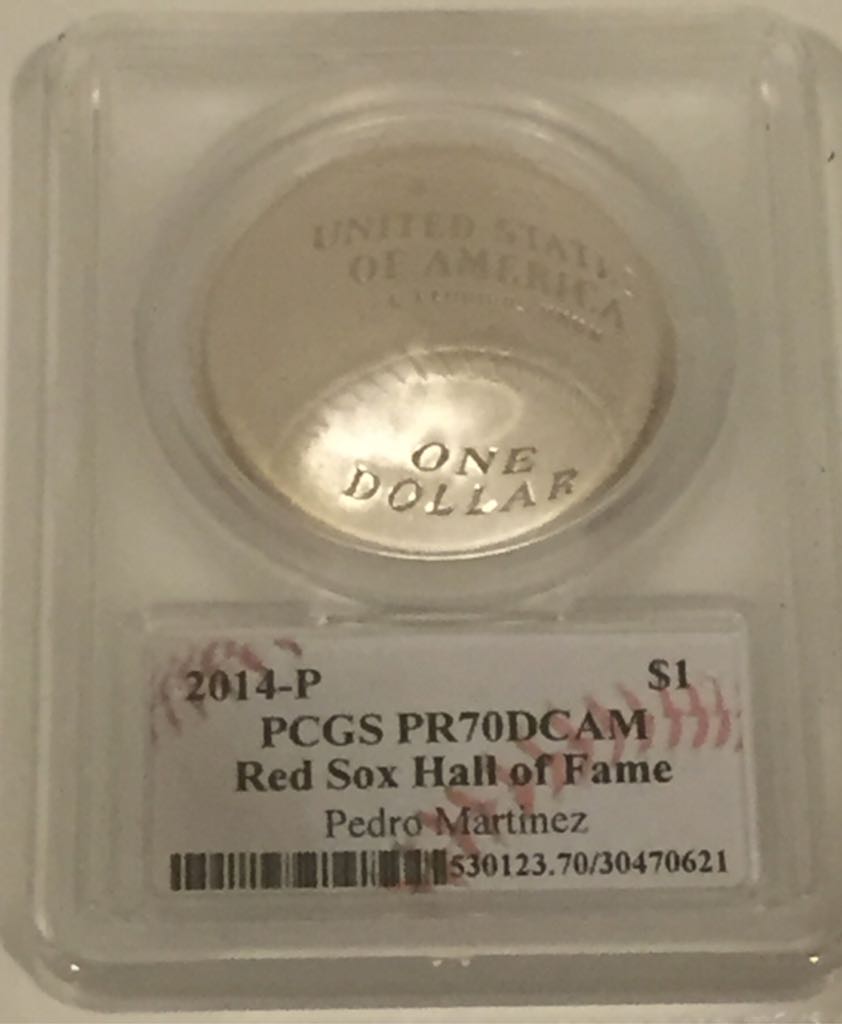 UNITED STATES
OF AMERICA
ONE
DOLLAR
2014-P $1
PCGS PR70DCAM
Red Sox Hall of Fame
Pedro Martinez
530123.70/30470621